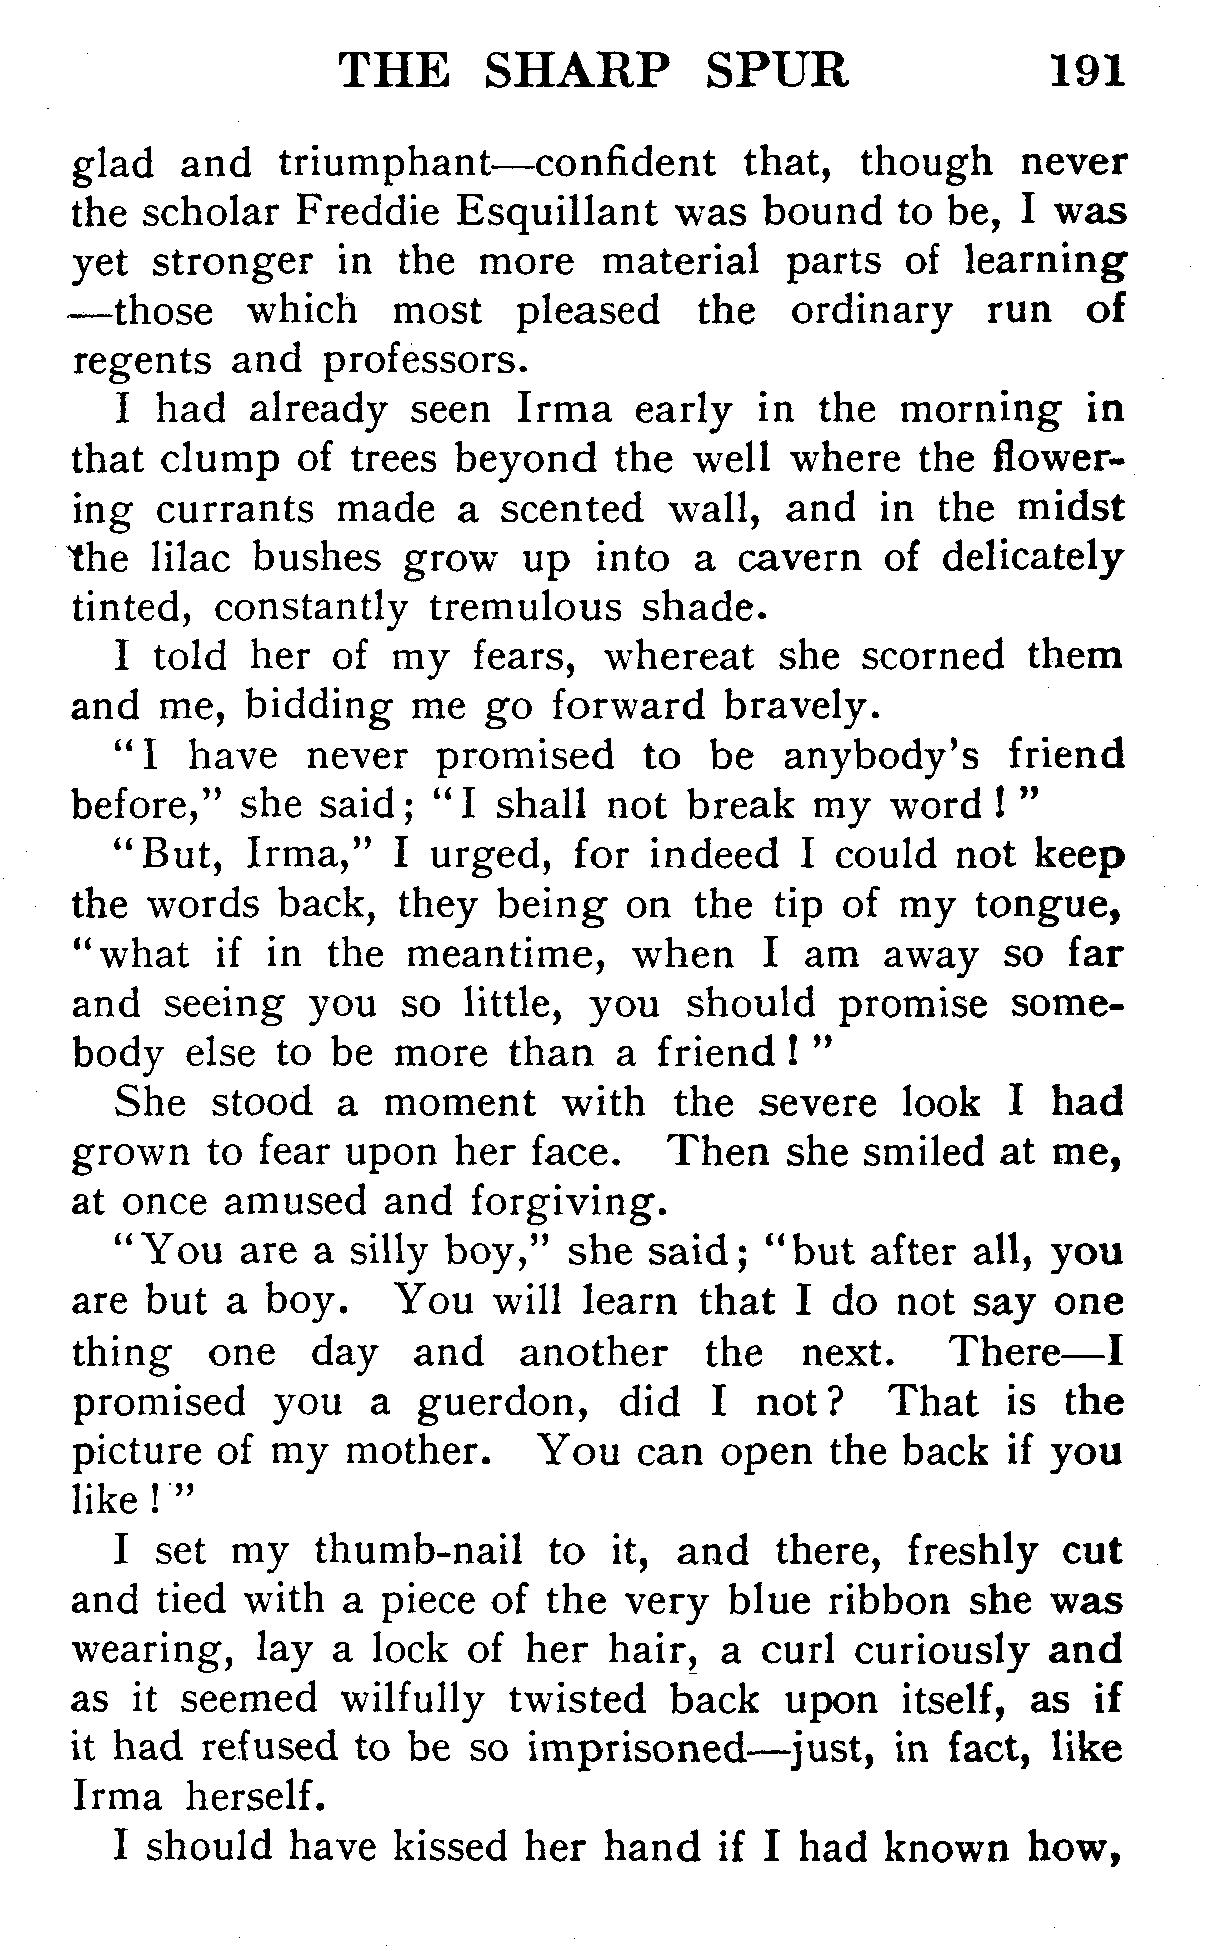 THE SHARP SPUR 191
glad and triumphant—confident that, though never
the scholar Freddie Esquillant was bound to be, I was
yet stronger in the more material parts of learning
—those which most pleased the ordinary run of
regents and professors.
I had already seen Irma early in the morning in
that clump of trees beyond the well where the flower-
ing currants made a scented wall, and in the midst
the lilac bushes grow up into a cavern of delicately
tinted, constantly tremulous shade.
I told her of my fears, whereat she scorned them
and me, bidding me go forward bravely.
"I have never promised to be anybody's friend
before," she said; "I shall not break my word!"
"But, Irma," I urged, for indeed I could not keep
the words back, they being on the tip of my tongue,
"what if in the meantime, when I am away so far
and seeing you so little, you should promise some-
body else to be more than a friend!"
She stood a moment with the severe look I had
grown to fear upon her face. Then she smiled at me,
at once amused and forgiving.
"You are a silly boy," she said; "but after all, you
are but a boy. You will learn that I do not say one
thing one day and another the next. There—I
promised you a guerdon, did I not? That is the
picture of my mother. You can open the back if you
like!"
I set my thumb-nail to it, and there, freshly cut
and tied with a piece of the very blue ribbon she was
wearing, lay a lock of her hair, a curl curiously and
as it seemed wilfully twisted back upon itself, as if
it had refused to be so imprisoned—just, in fact, like
Irma herself.
I should have kissed her hand if I had known how,